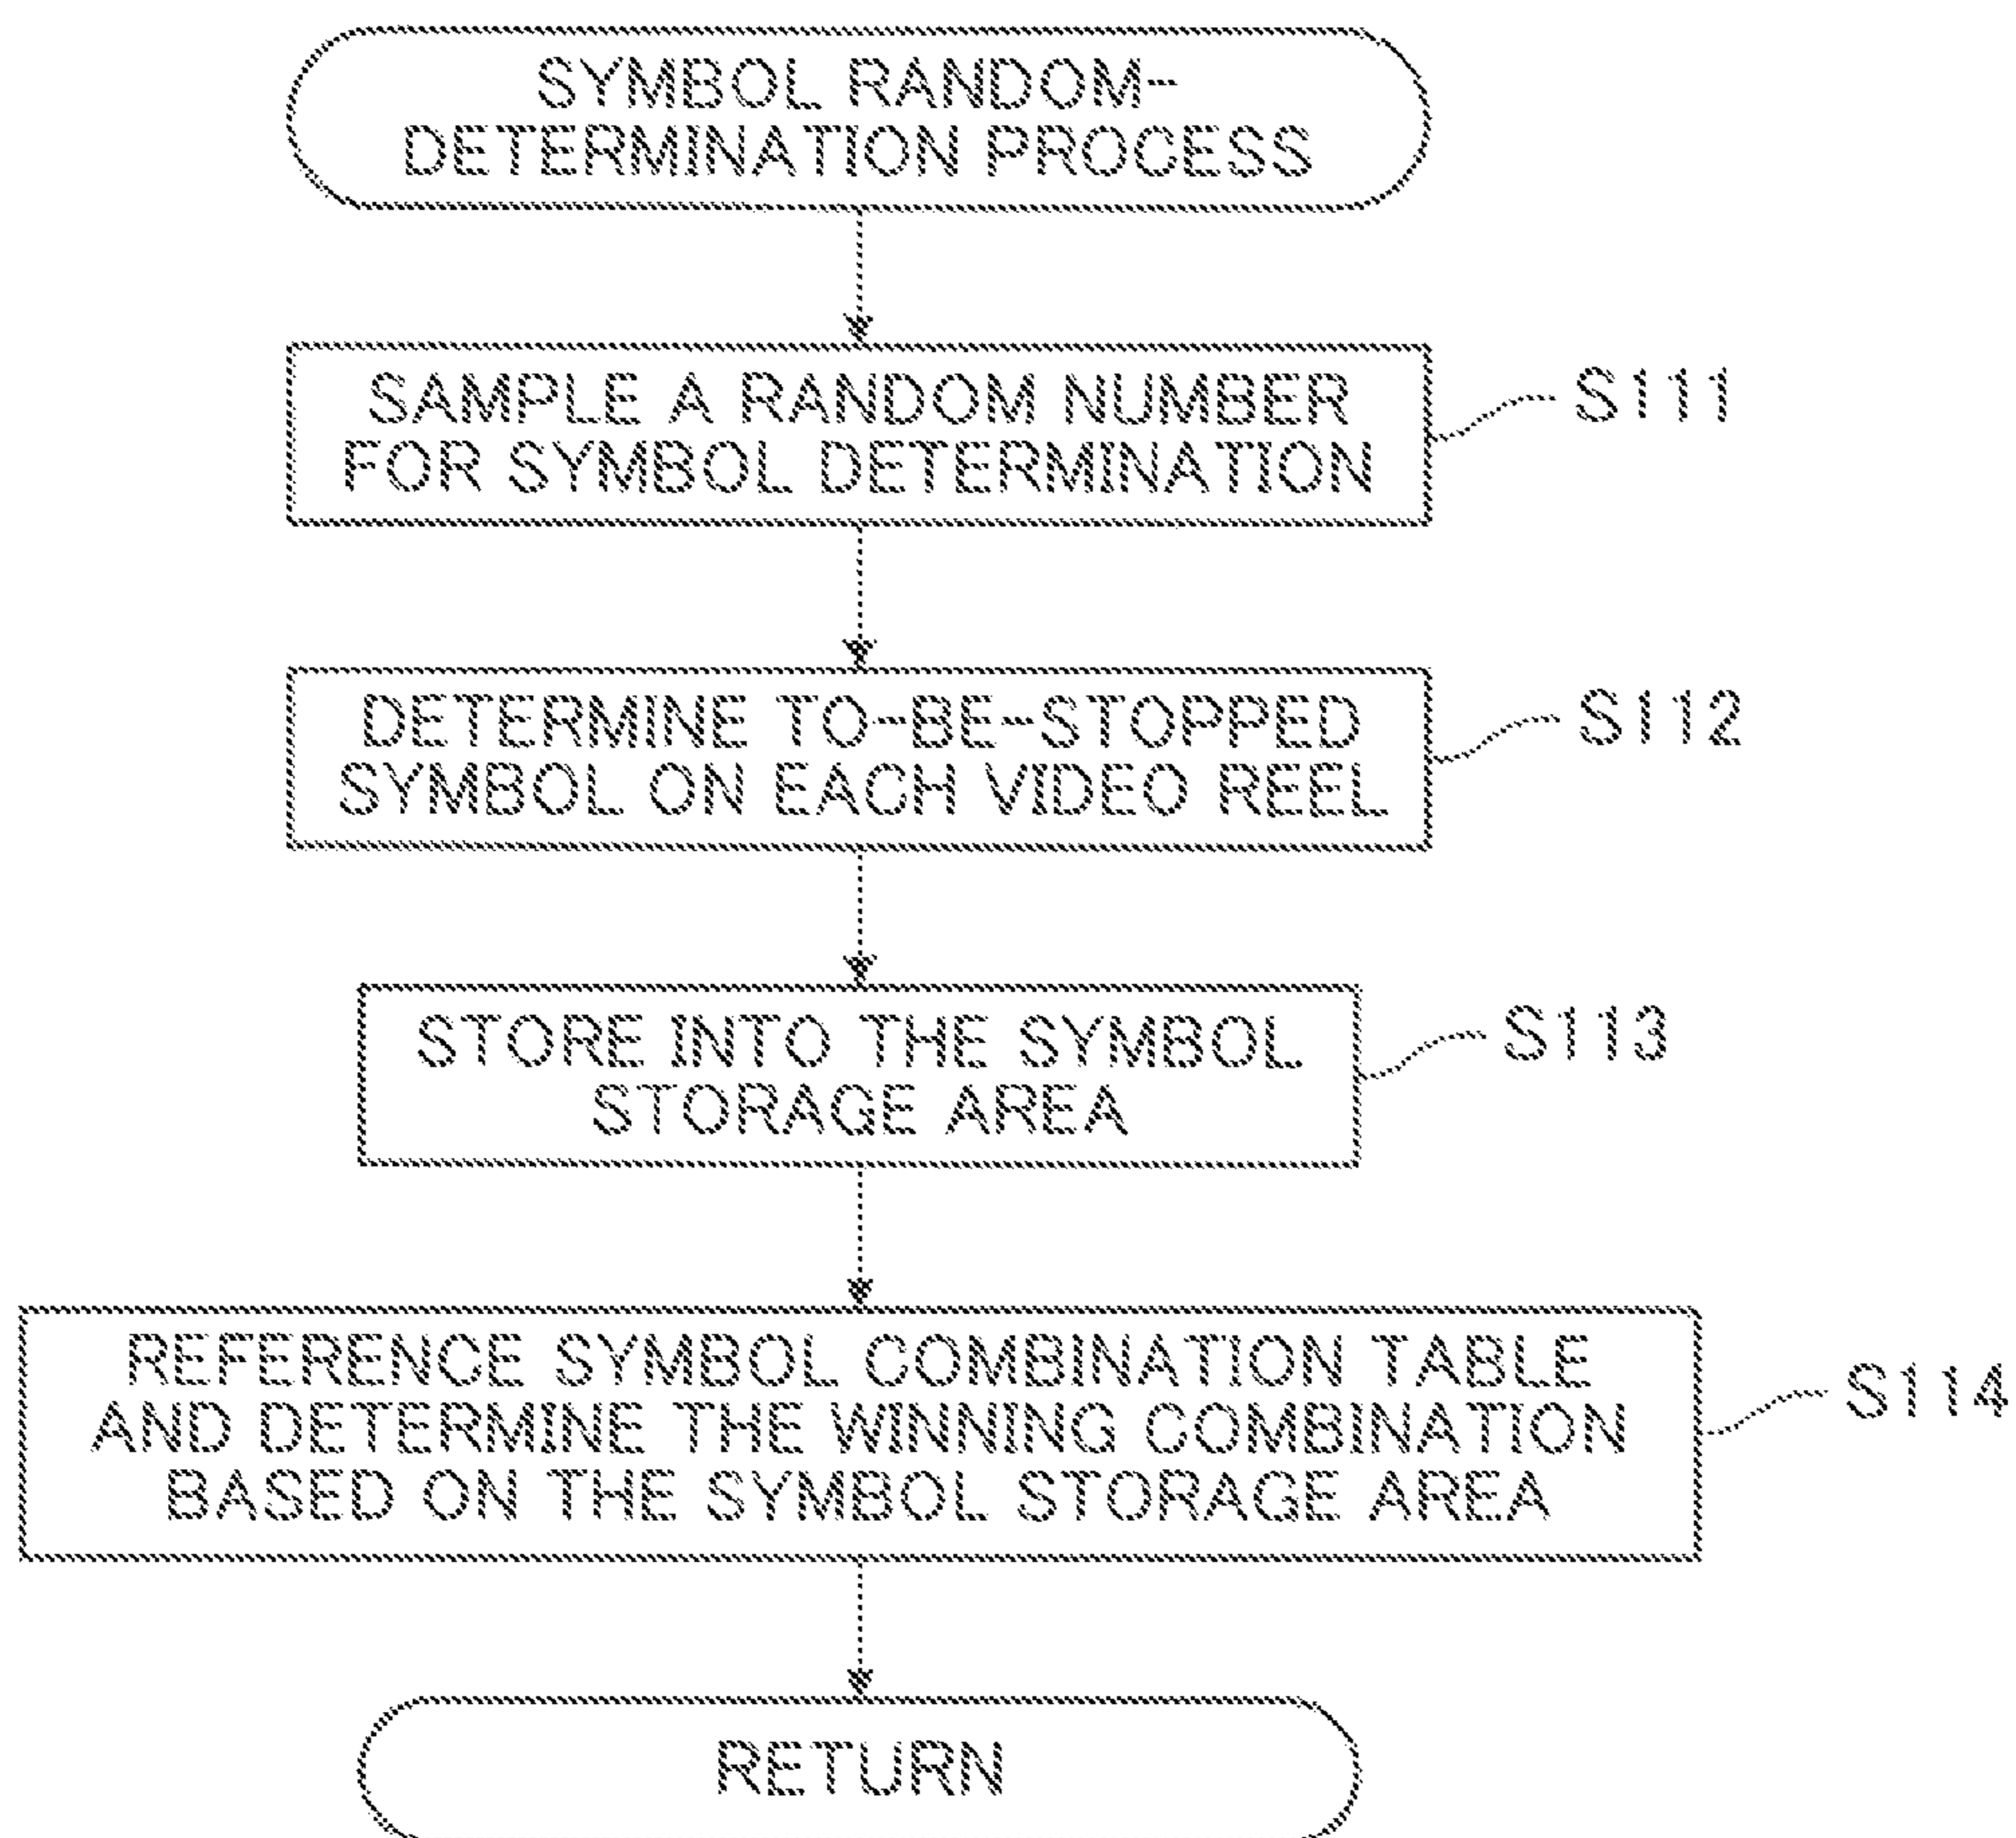 SYMBOL RANDOM-
DETERMINATION PROCESS
SAMPLE A RANDOM NUMBER
FOR SYMBOL DETERMINATION
S111
DETERMINE TO-BE-STOPPED
SYMBOL ON EACH VIDEO REEL
S112
STORE INTO THE SYMBOL
STORAGE AREA
S113
REFERENCE SYMBOL COMBINATION TABLE
AND DETERMINE THE WINNING COMBINATION
BASED ON THE SYMBOL STORAGE AREA
S114
RETURN